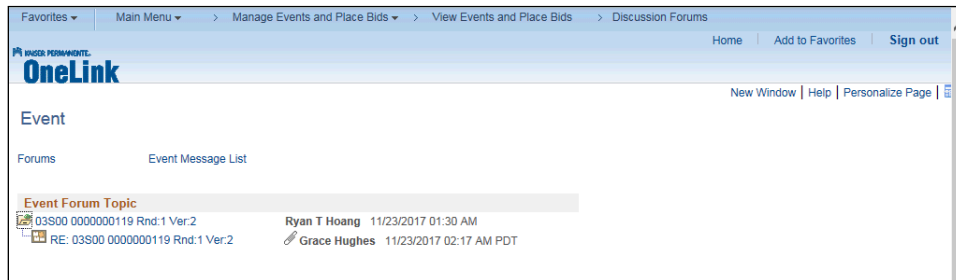 Favorites Main Menu > Manage Events and Place Bids > View Events and Place Bids > Discussion Forums
Home Add to Favorites Sign out
KAISER PERMANENTE.
OneLink
New Window | Help | Personalize Page |
Event
Forums Event Message List
Event Forum Topic
03S00 0000000119 Rnd:1 Ver:2 Ryan T Hoang 11/23/2017 01:30 AM
RE: 03S00 0000000119 Rnd:1 Ver:2 Grace Hughes 11/23/2017 02:17 AM PDT